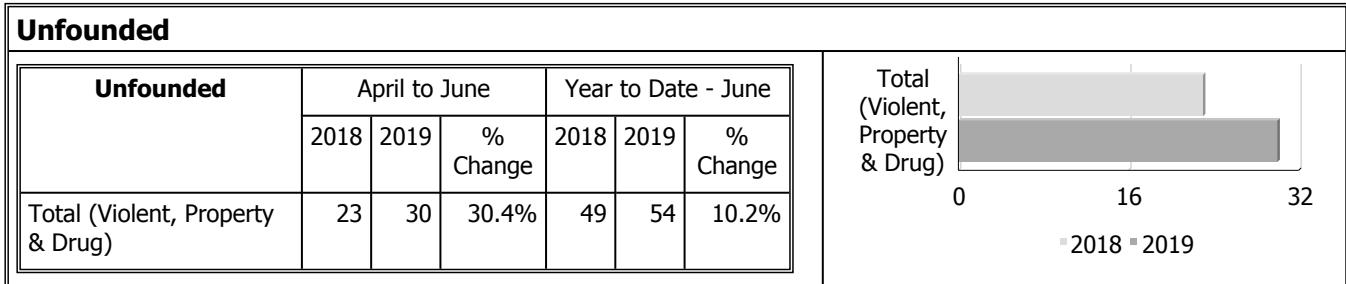 Unfounded
Unfounded April to June Year to Date - June
2018 2019 % Change 2018 2019 % Change
Total (Violent, Property & Drug) 23 30 30.4% 49 54 10.2%
Total
(Violent,
Property
& Drug)
0 16 32
2018 2019